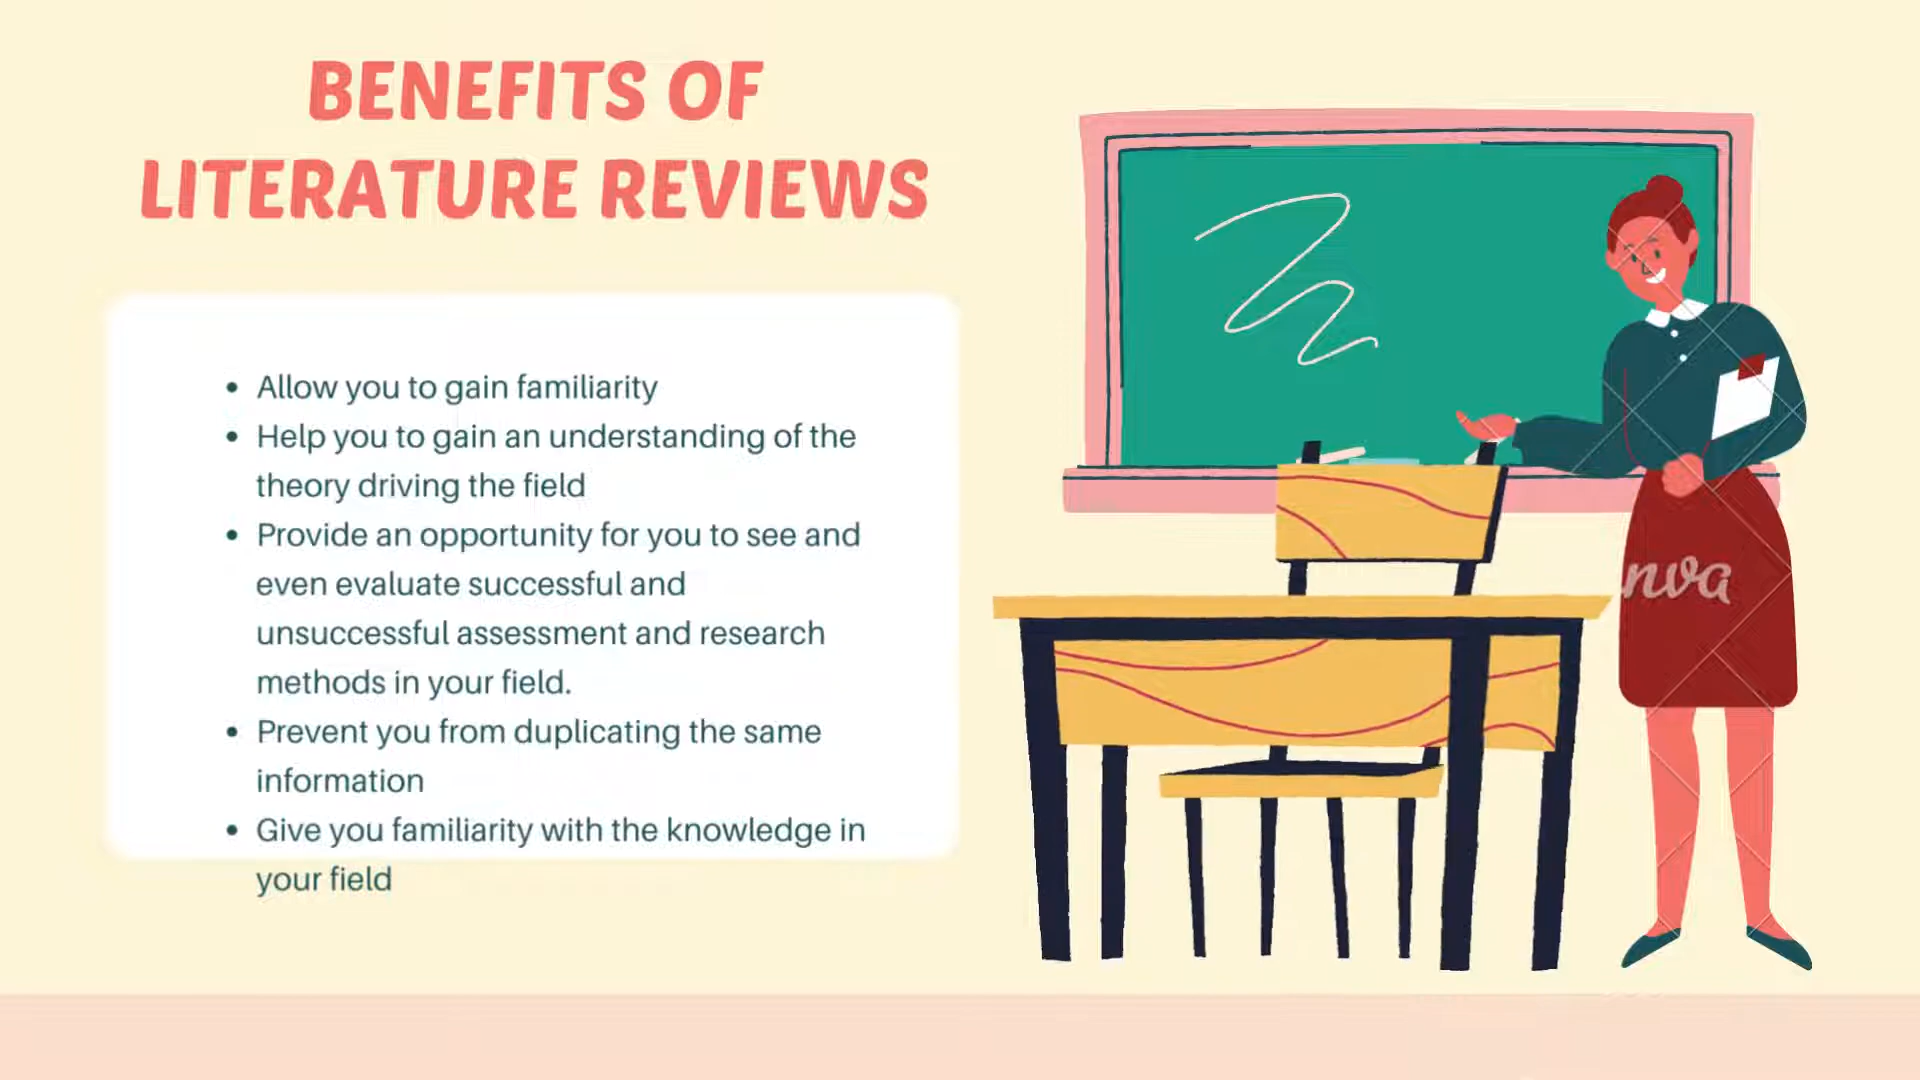 BENEFITS OF
LITERATURE REVIEWS
• Allow you to gain familiarity
• Help you to gain an understanding of the
theory driving the field
• Provide an opportunity for you to see and
even evaluate successful and
unsuccessful assessment and research
methods in your field.
• Prevent you from duplicating the same
information
• Give you familiarity with the knowledge in
your field
nva